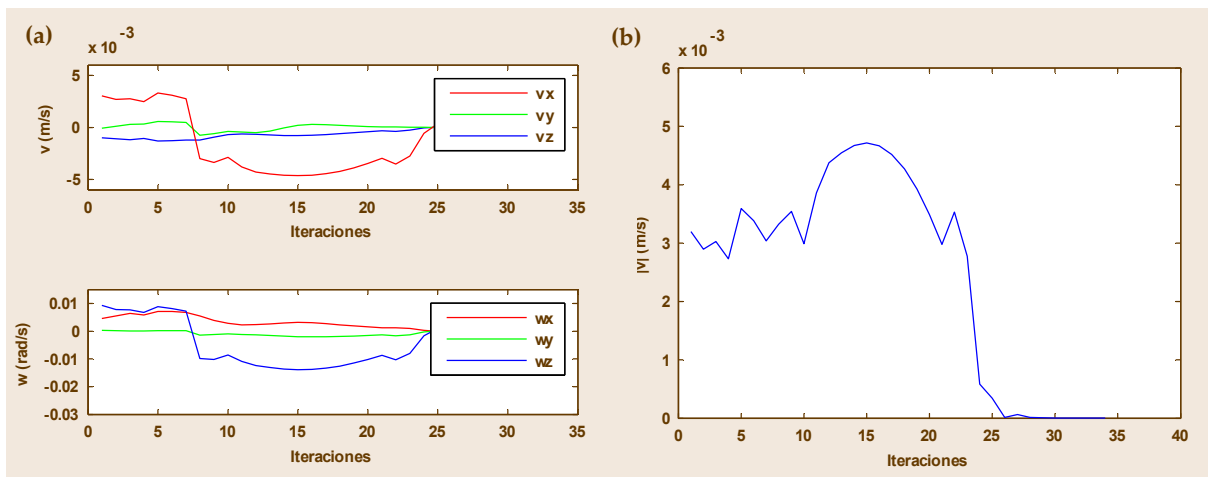 (a)
x 10 -3
5
0
-5
v (m/s)
vx
vy
vz
0 5 10 15 20 25 30 35
Iteraciones
0.01
0
-0.01
-0.02
-0.03
w (rad/s)
wx
wy
wz
0 5 10 15 20 25 30 35
Iteraciones
(b)
x 10 -3
6
5
4
3
2
1
0
|v| (m/s)
0 5 10 15 20 25 30 35 40
Iteraciones